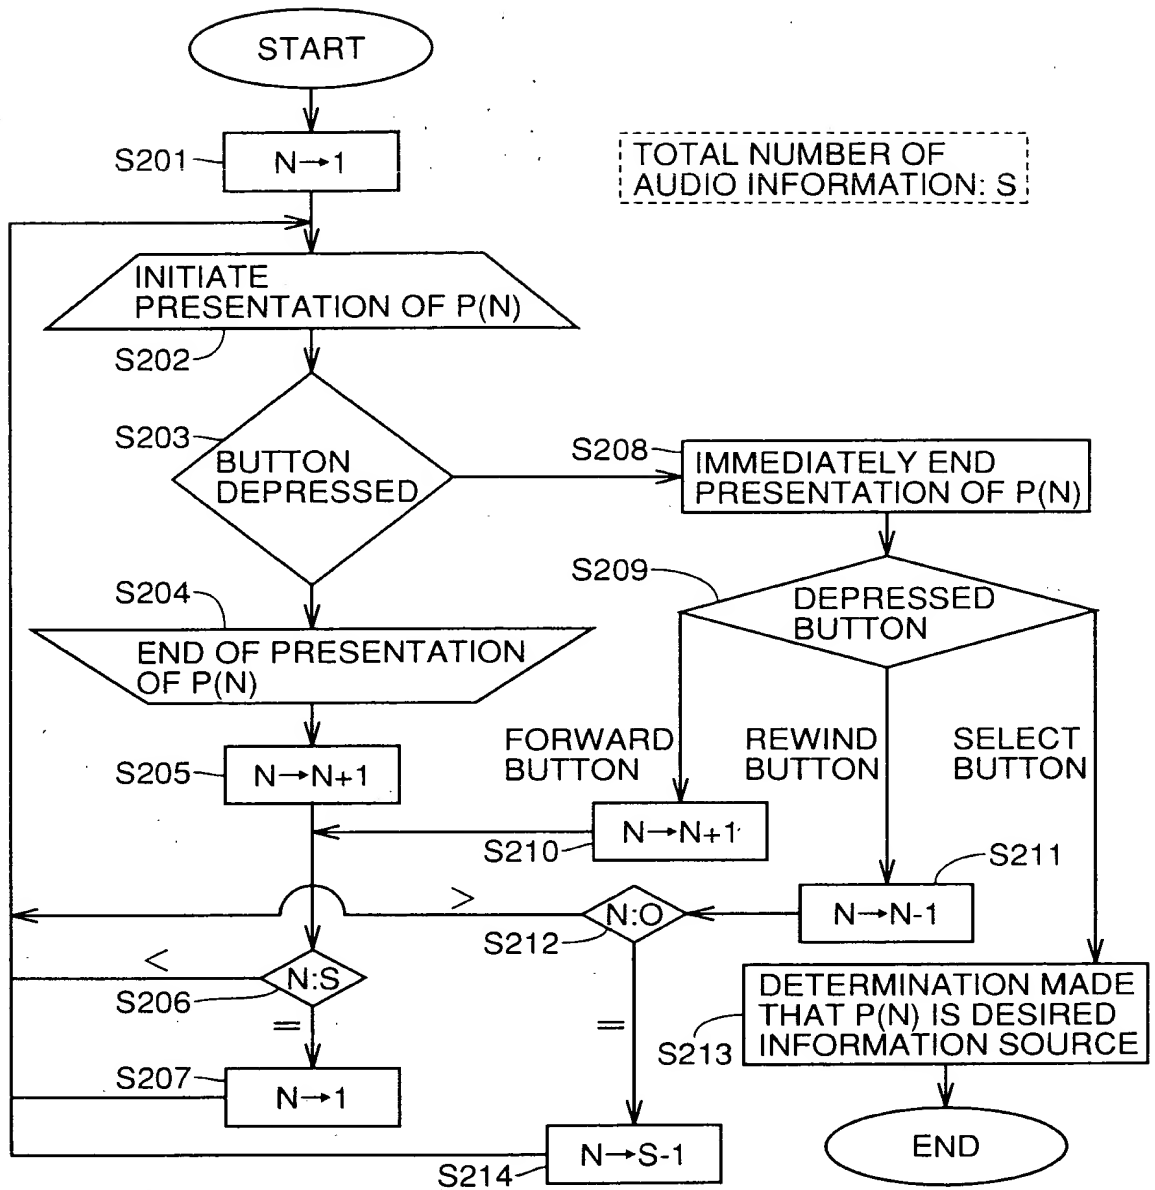 START
S201
N→1
TOTAL NUMBER OF
AUDIO INFORMATION: S
INITIATE
PRESENTATION OF P(N)
S202
S203
BUTTON
DEPRESSED
S208
IMMEDIATELY END
PRESENTATION OF P(N)
S209
DEPRESSED
BUTTON
S204
END OF PRESENTATION
OF P(N)
FORWARD
BUTTON
REWIND
BUTTON
SELECT
BUTTON
S205
N→N+1
N→N+1
S210
S211
N→N-1
>
N:O
S212
<
N:S
S206
=
=
DETERMINATION MADE
THAT P(N) IS DESIRED
INFORMATION SOURCE
S213
S207
N→1
END
N→S-1
S214